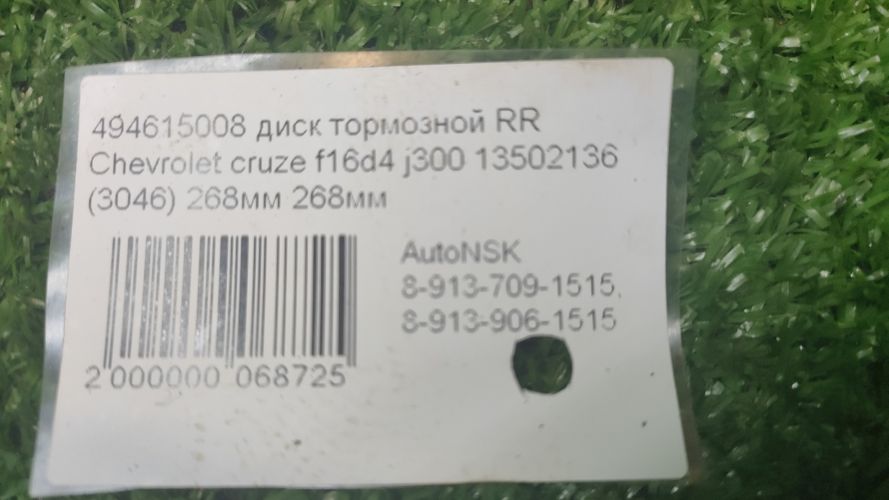 494615008 диск тормозной RR
Chevrolet cruze f16d4 j300 13502136
(3046) 268мм 268мм
AutoNSK
8-913-709-1515,
8-913-906-1515
2 000000 068725